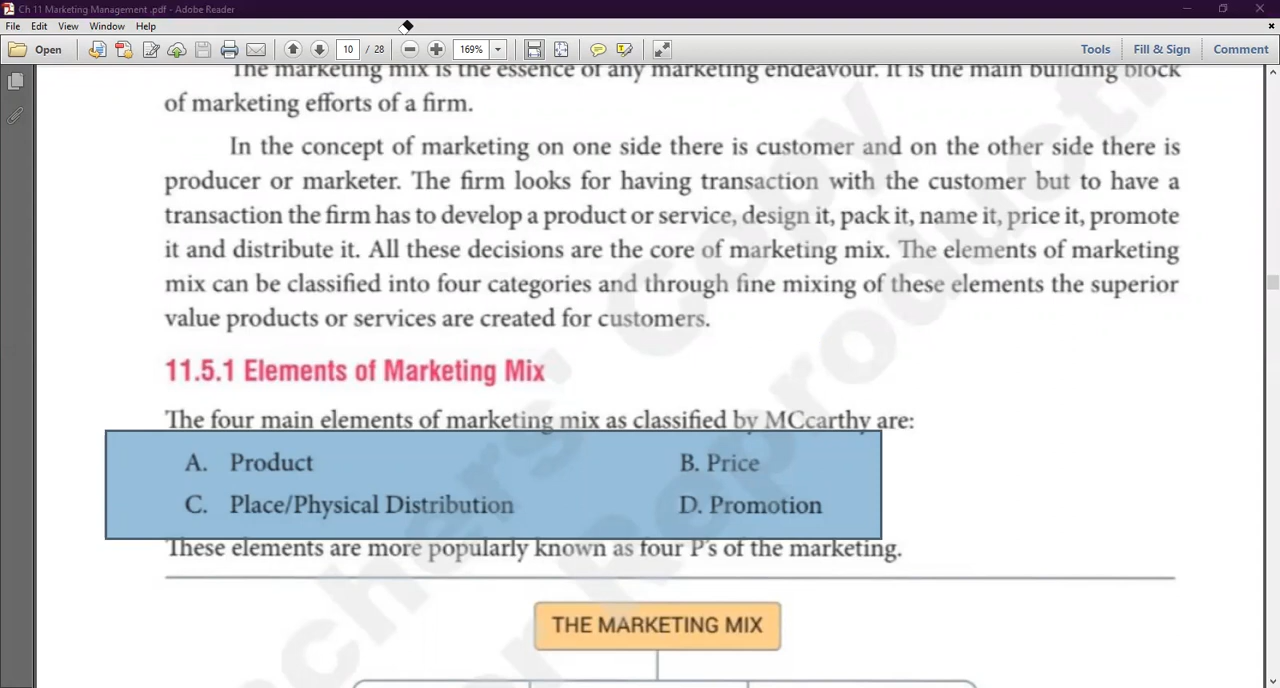 Ch 11 Marketing Management .pdf - Adobe Reader
File Edit View Window Help
Open 10 / 28 169% Tools Fill & Sign Comment
The marketing mix is the essence of any marketing endeavour. It is the main building block
of marketing efforts of a firm.
In the concept of marketing on one side there is customer and on the other side there is
producer or marketer. The firm looks for having transaction with the customer but to have a
transaction the firm has to develop a product or service, design it, pack it, name it, price it, promote
it and distribute it. All these decisions are the core of marketing mix. The elements of marketing
mix can be classified into four categories and through fine mixing of these elements the superior
value products or services are created for customers.
11.5.1 Elements of Marketing Mix
The four main elements of marketing mix as classified by MCcarthy are:
A. Product B. Price
C. Place/Physical Distribution D. Promotion
These elements are more popularly known as four P's of the marketing.
THE MARKETING MIX